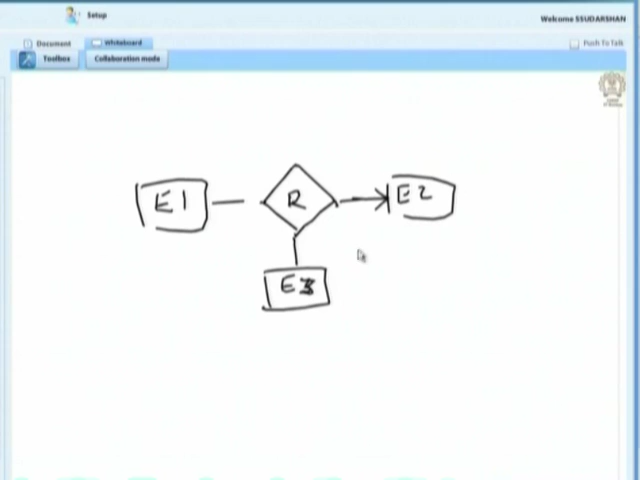 Setup
Welcome SSUDARSHAN
Document Whiteboard
Push To Talk
Toolbox Collaboration mode
E1 R E2
E3